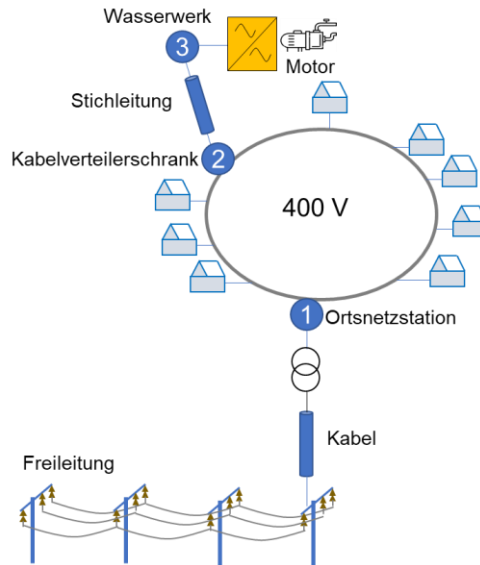 Wasserwerk
3
Motor
Stichleitung
Kabelverteilerschrank
2
400 V
1
Ortsnetzstation
Kabel
Freileitung